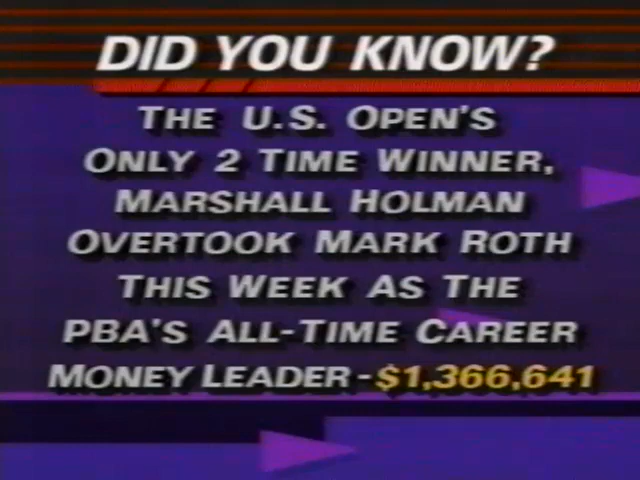 DID YOU KNOW?
THE U.S. OPEN'S
ONLY 2 TIME WINNER,
MARSHALL HOLMAN
OVERTOOK MARK ROTH
THIS WEEK AS THE
PBA'S ALL-TIME CAREER
MONEY LEADER-$1,366,641